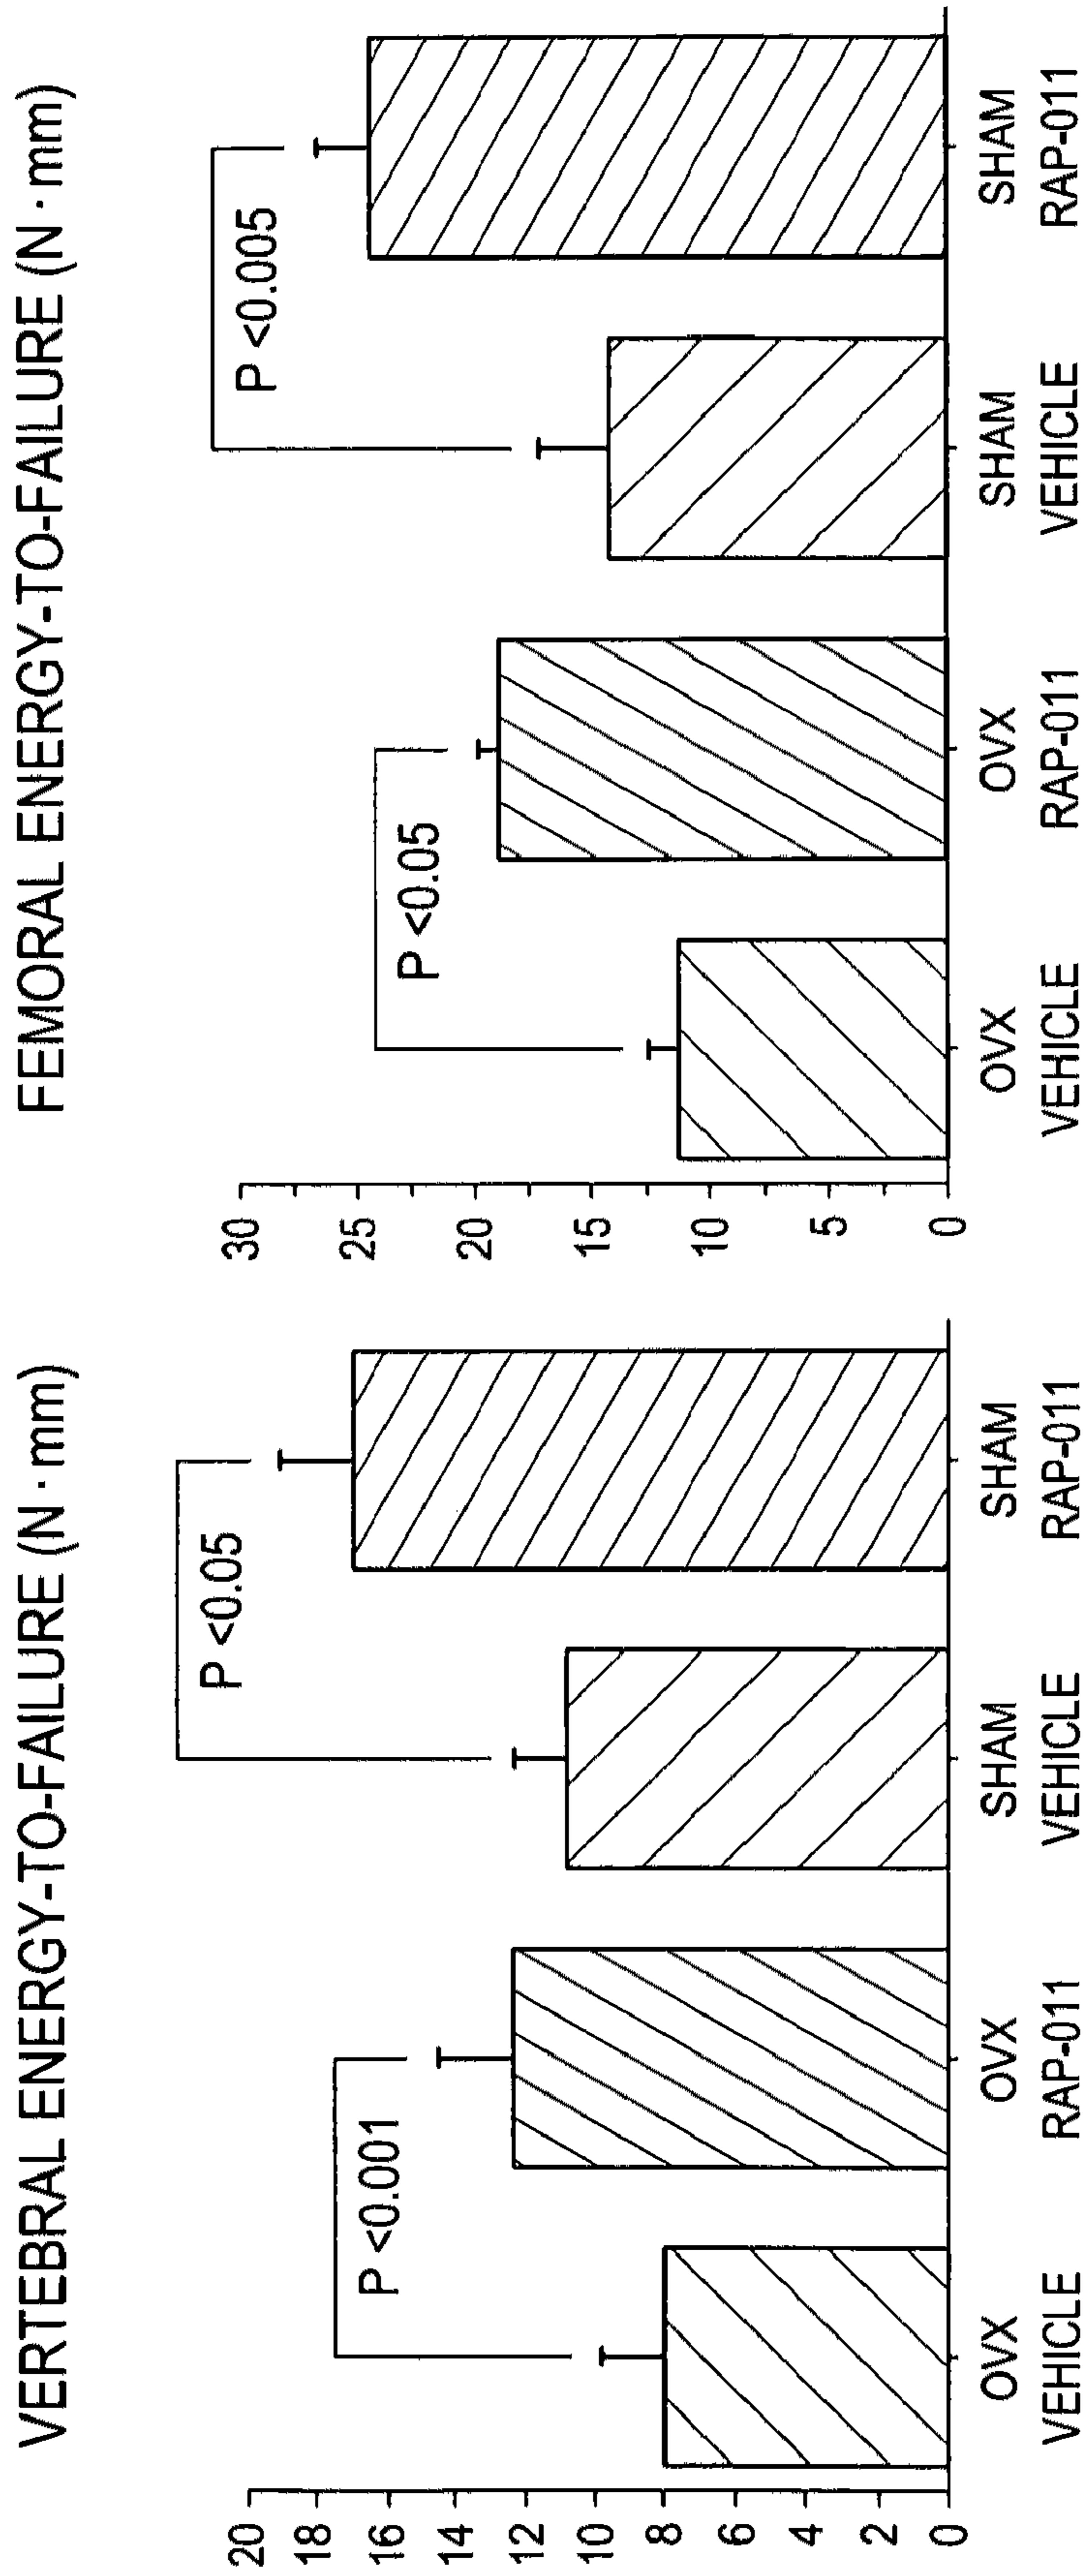 VERTEBRAL ENERGY-TO-FAILURE (N · mm)
20
18
16
14
12
10
8
6
4
2
0
P <0.001
P <0.05
OVX
VEHICLE
OVX
RAP-011
SHAM
VEHICLE
SHAM
RAP-011
FEMORAL ENERGY-TO-FAILURE (N · mm)
30
25
20
15
10
5
0
P <0.05
P <0.005
OVX
VEHICLE
OVX
RAP-011
SHAM
VEHICLE
SHAM
RAP-011